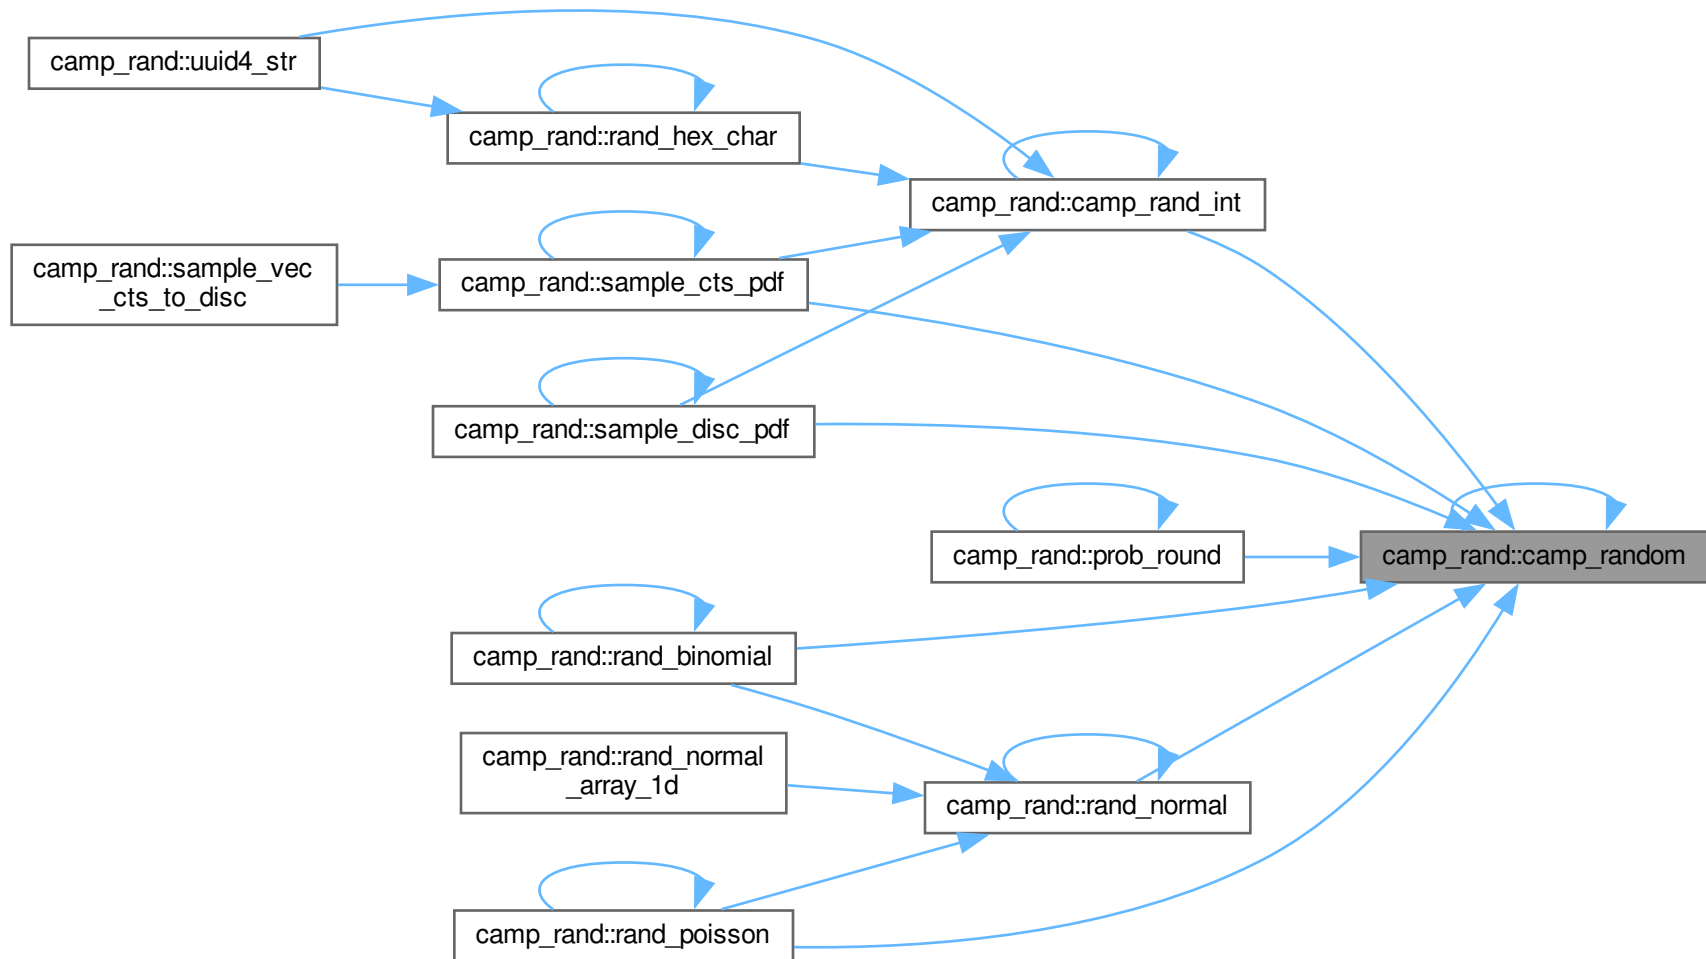 camp_rand::uuid4_str
camp_rand::rand_hex_char
camp_rand::camp_rand_int
camp_rand::sample_vec
_cts_to_disc
camp_rand::sample_cts_pdf
camp_rand::sample_disc_pdf
camp_rand::prob_round
camp_rand::camp_random
camp_rand::rand_binomial
camp_rand::rand_normal
_array_1d
camp_rand::rand_normal
camp_rand::rand_poisson